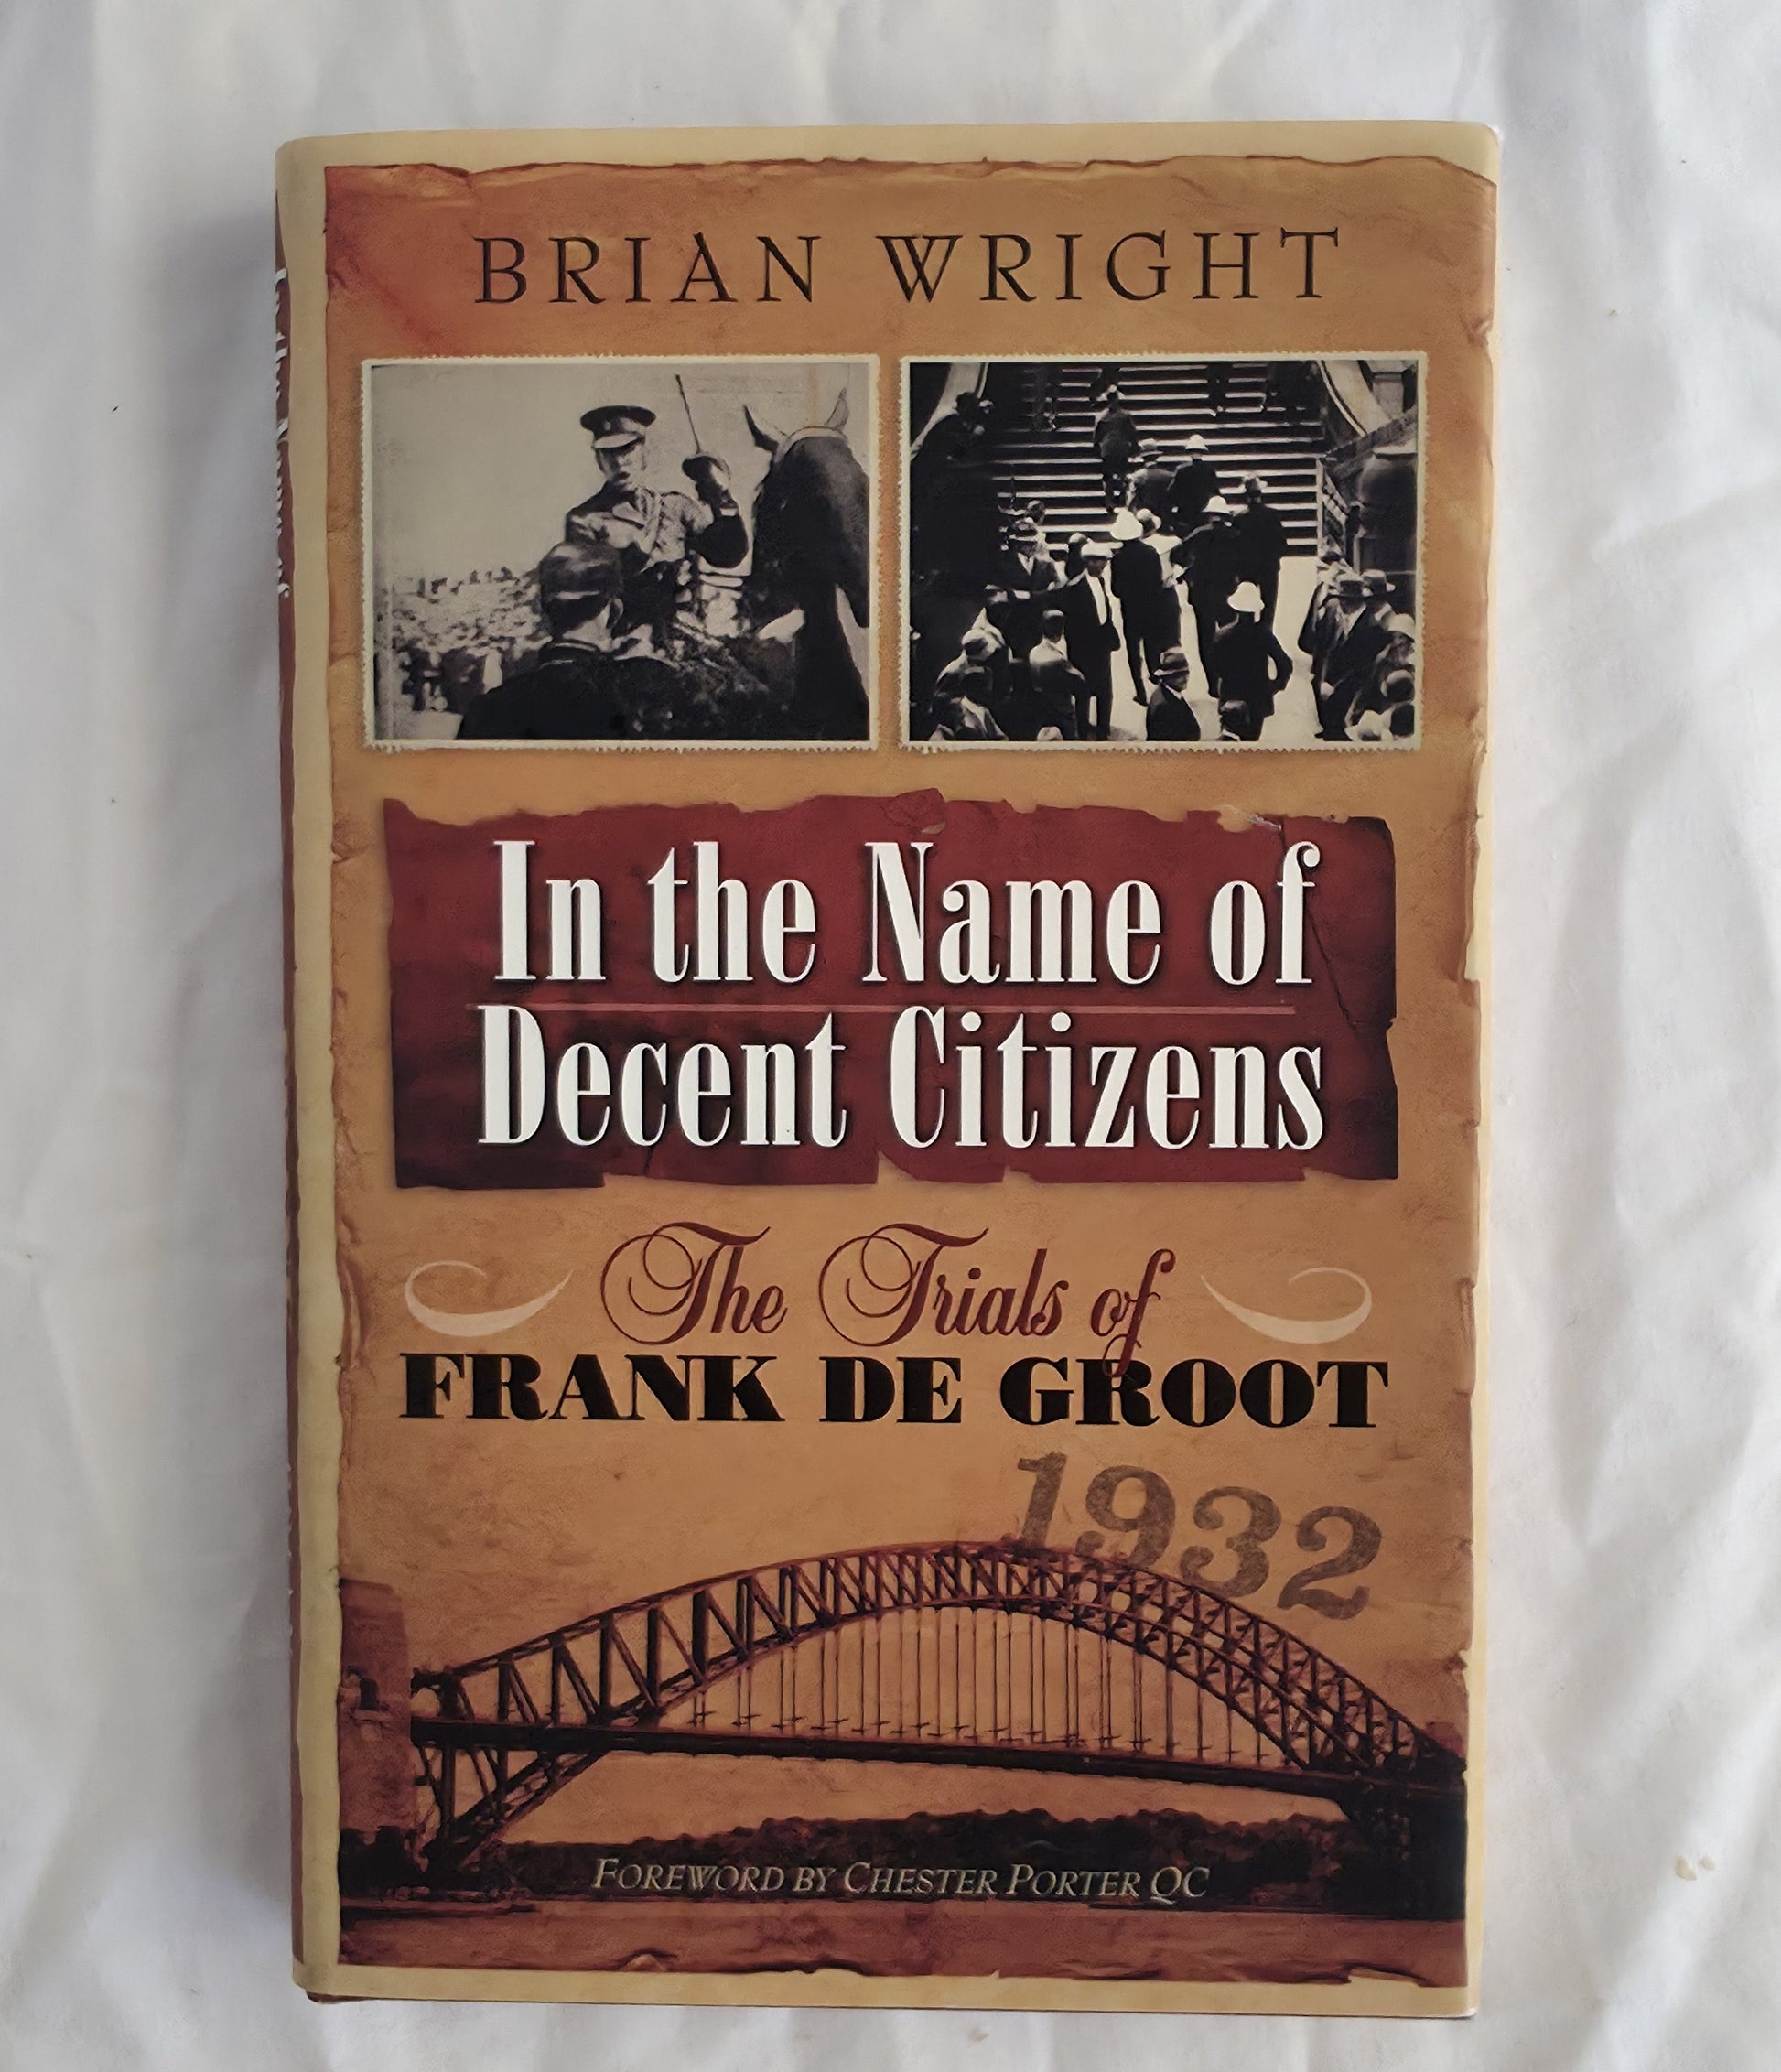 BRIAN WRIGHT
In the Name of
Decent Citizens
The Trials of
FRANK DE GROOT
1932
FOREWORD BY CHESTER PORTER QC